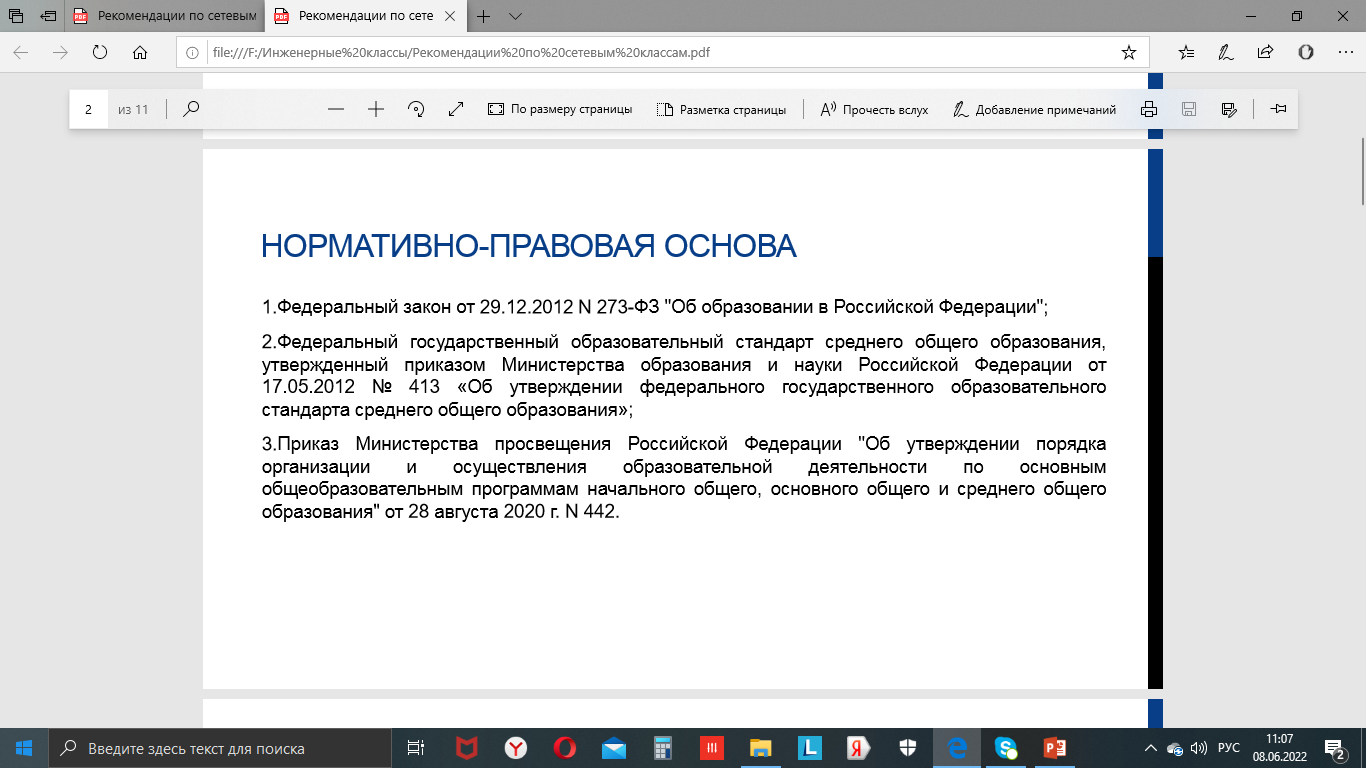 Рекомендации по сетевым
Рекомендации по сете
file:///F:/Инженерные%20классы/Рекомендации%20по%20сетевым%20классам.pdf
2 из 11 По размеру страницы Разметка страницы Прочесть вслух Добавление примечаний
НОРМАТИВНО-ПРАВОВАЯ ОСНОВА
1.Федеральный закон от 29.12.2012 N 273-ФЗ "Об образовании в Российской Федерации";
2.Федеральный государственный образовательный стандарт среднего общего образования,
утвержденный приказом Министерства образования и науки Российской Федерации от
17.05.2012 № 413 «Об утверждении федерального государственного образовательного
стандарта среднего общего образования»;
3.Приказ Министерства просвещения Российской Федерации "Об утверждении порядка
организации и осуществления образовательной деятельности по основным
общеобразовательным программам начального общего, основного общего и среднего общего
образования" от 28 августа 2020 г. N 442.
Введите здесь текст для поиска
РУС
11:07
08.06.2022
2